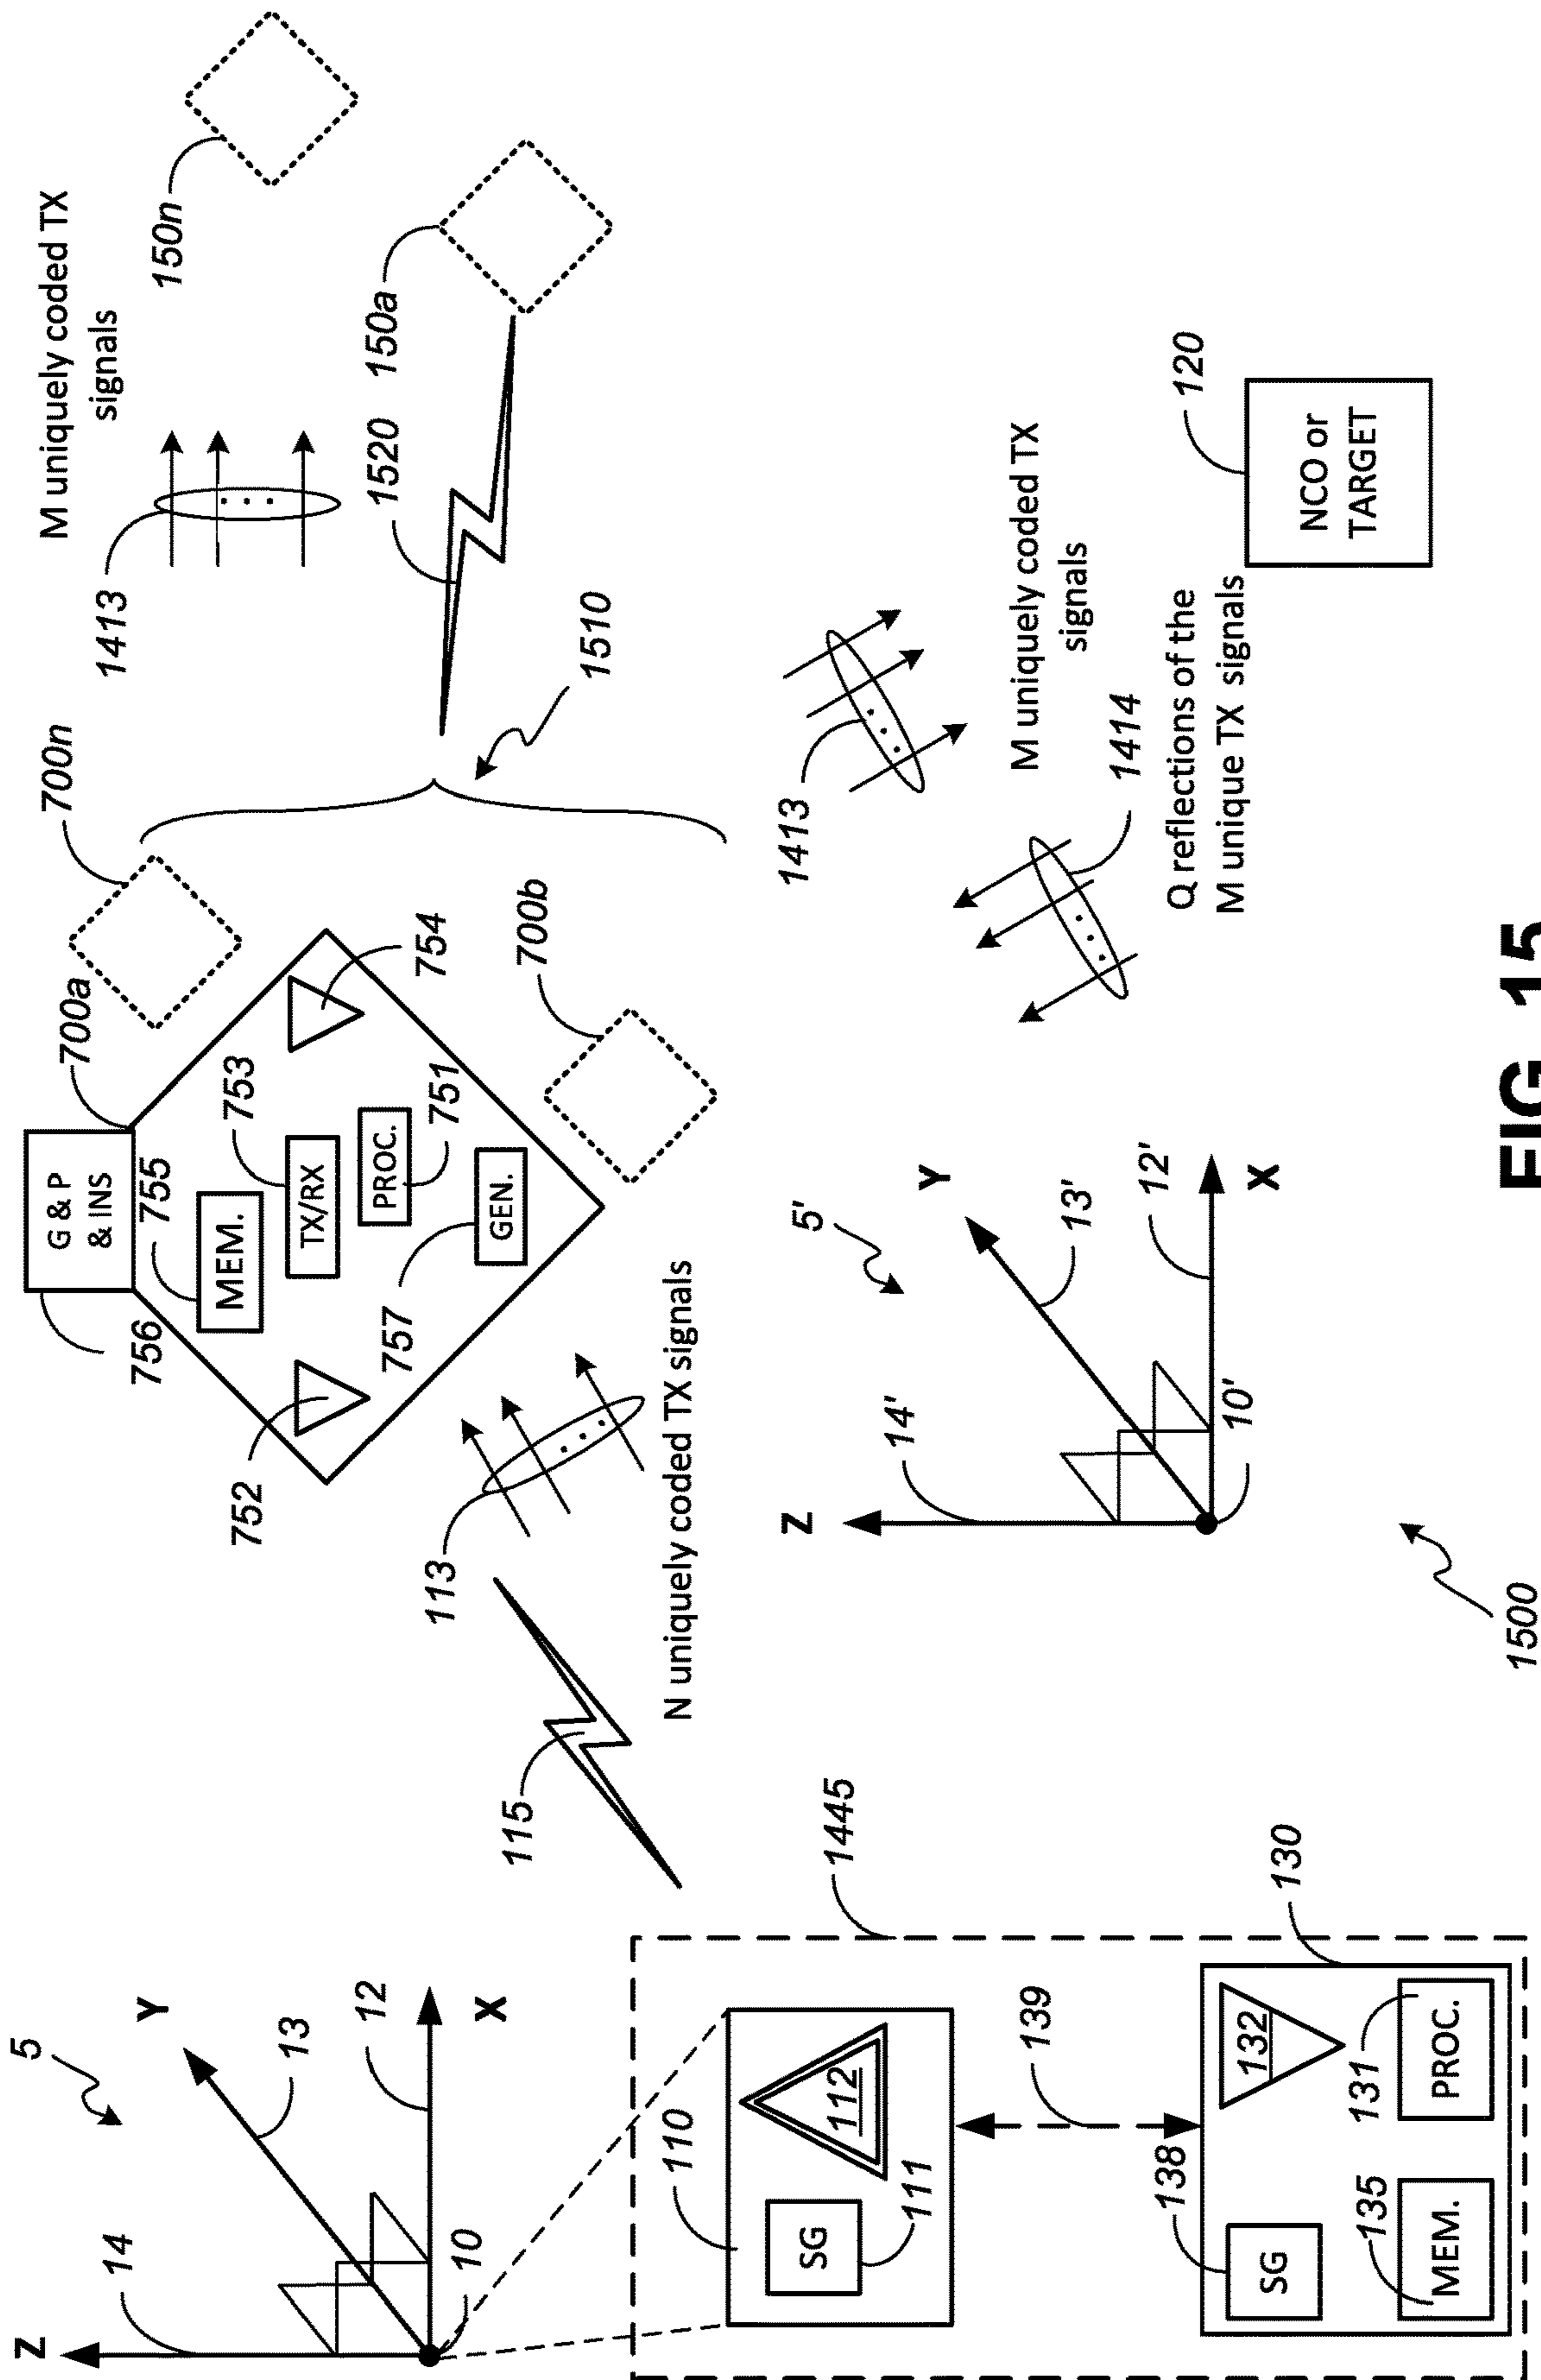 5
14
Z
Y
13
12
X
10
110
SG
111
112
139
1445
138
SG
132
130
135
MEM.
131
PROC.
115
113
N uniquely coded TX signals
752
756
G & P
& INS
755
MEM.
753
TX/RX
PROC.
751
757
GEN.
754
700a
700n
700b
1510
1520
1413
M uniquely coded TX
signals
150n
150a
5'
Z
14'
Y
13'
12'
X
10'
1413
M uniquely coded TX
signals
1414
Q reflections of the
M unique TX signals
120
NCO or
TARGET
1500
FIG. 15